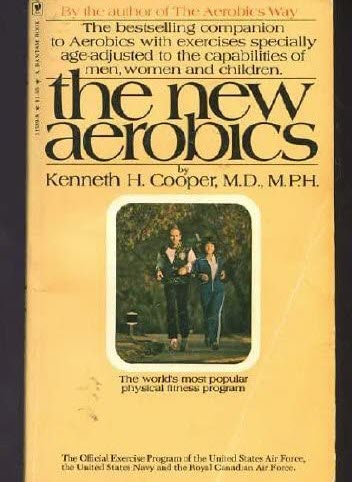 By the author of The Aerobics Way
The bestselling companion
to Aerobics with exercises specially
age-adjusted to the capabilities of
men, women and children.
the new
aerobics
by
Kenneth H. Cooper, M.D., M.P.H.
The world's most popular
physical fitness program
The Official Exercise Program of the United States Air Force,
the United States Navy and the Royal Canadian Air Force.
A BANTAM BOOK